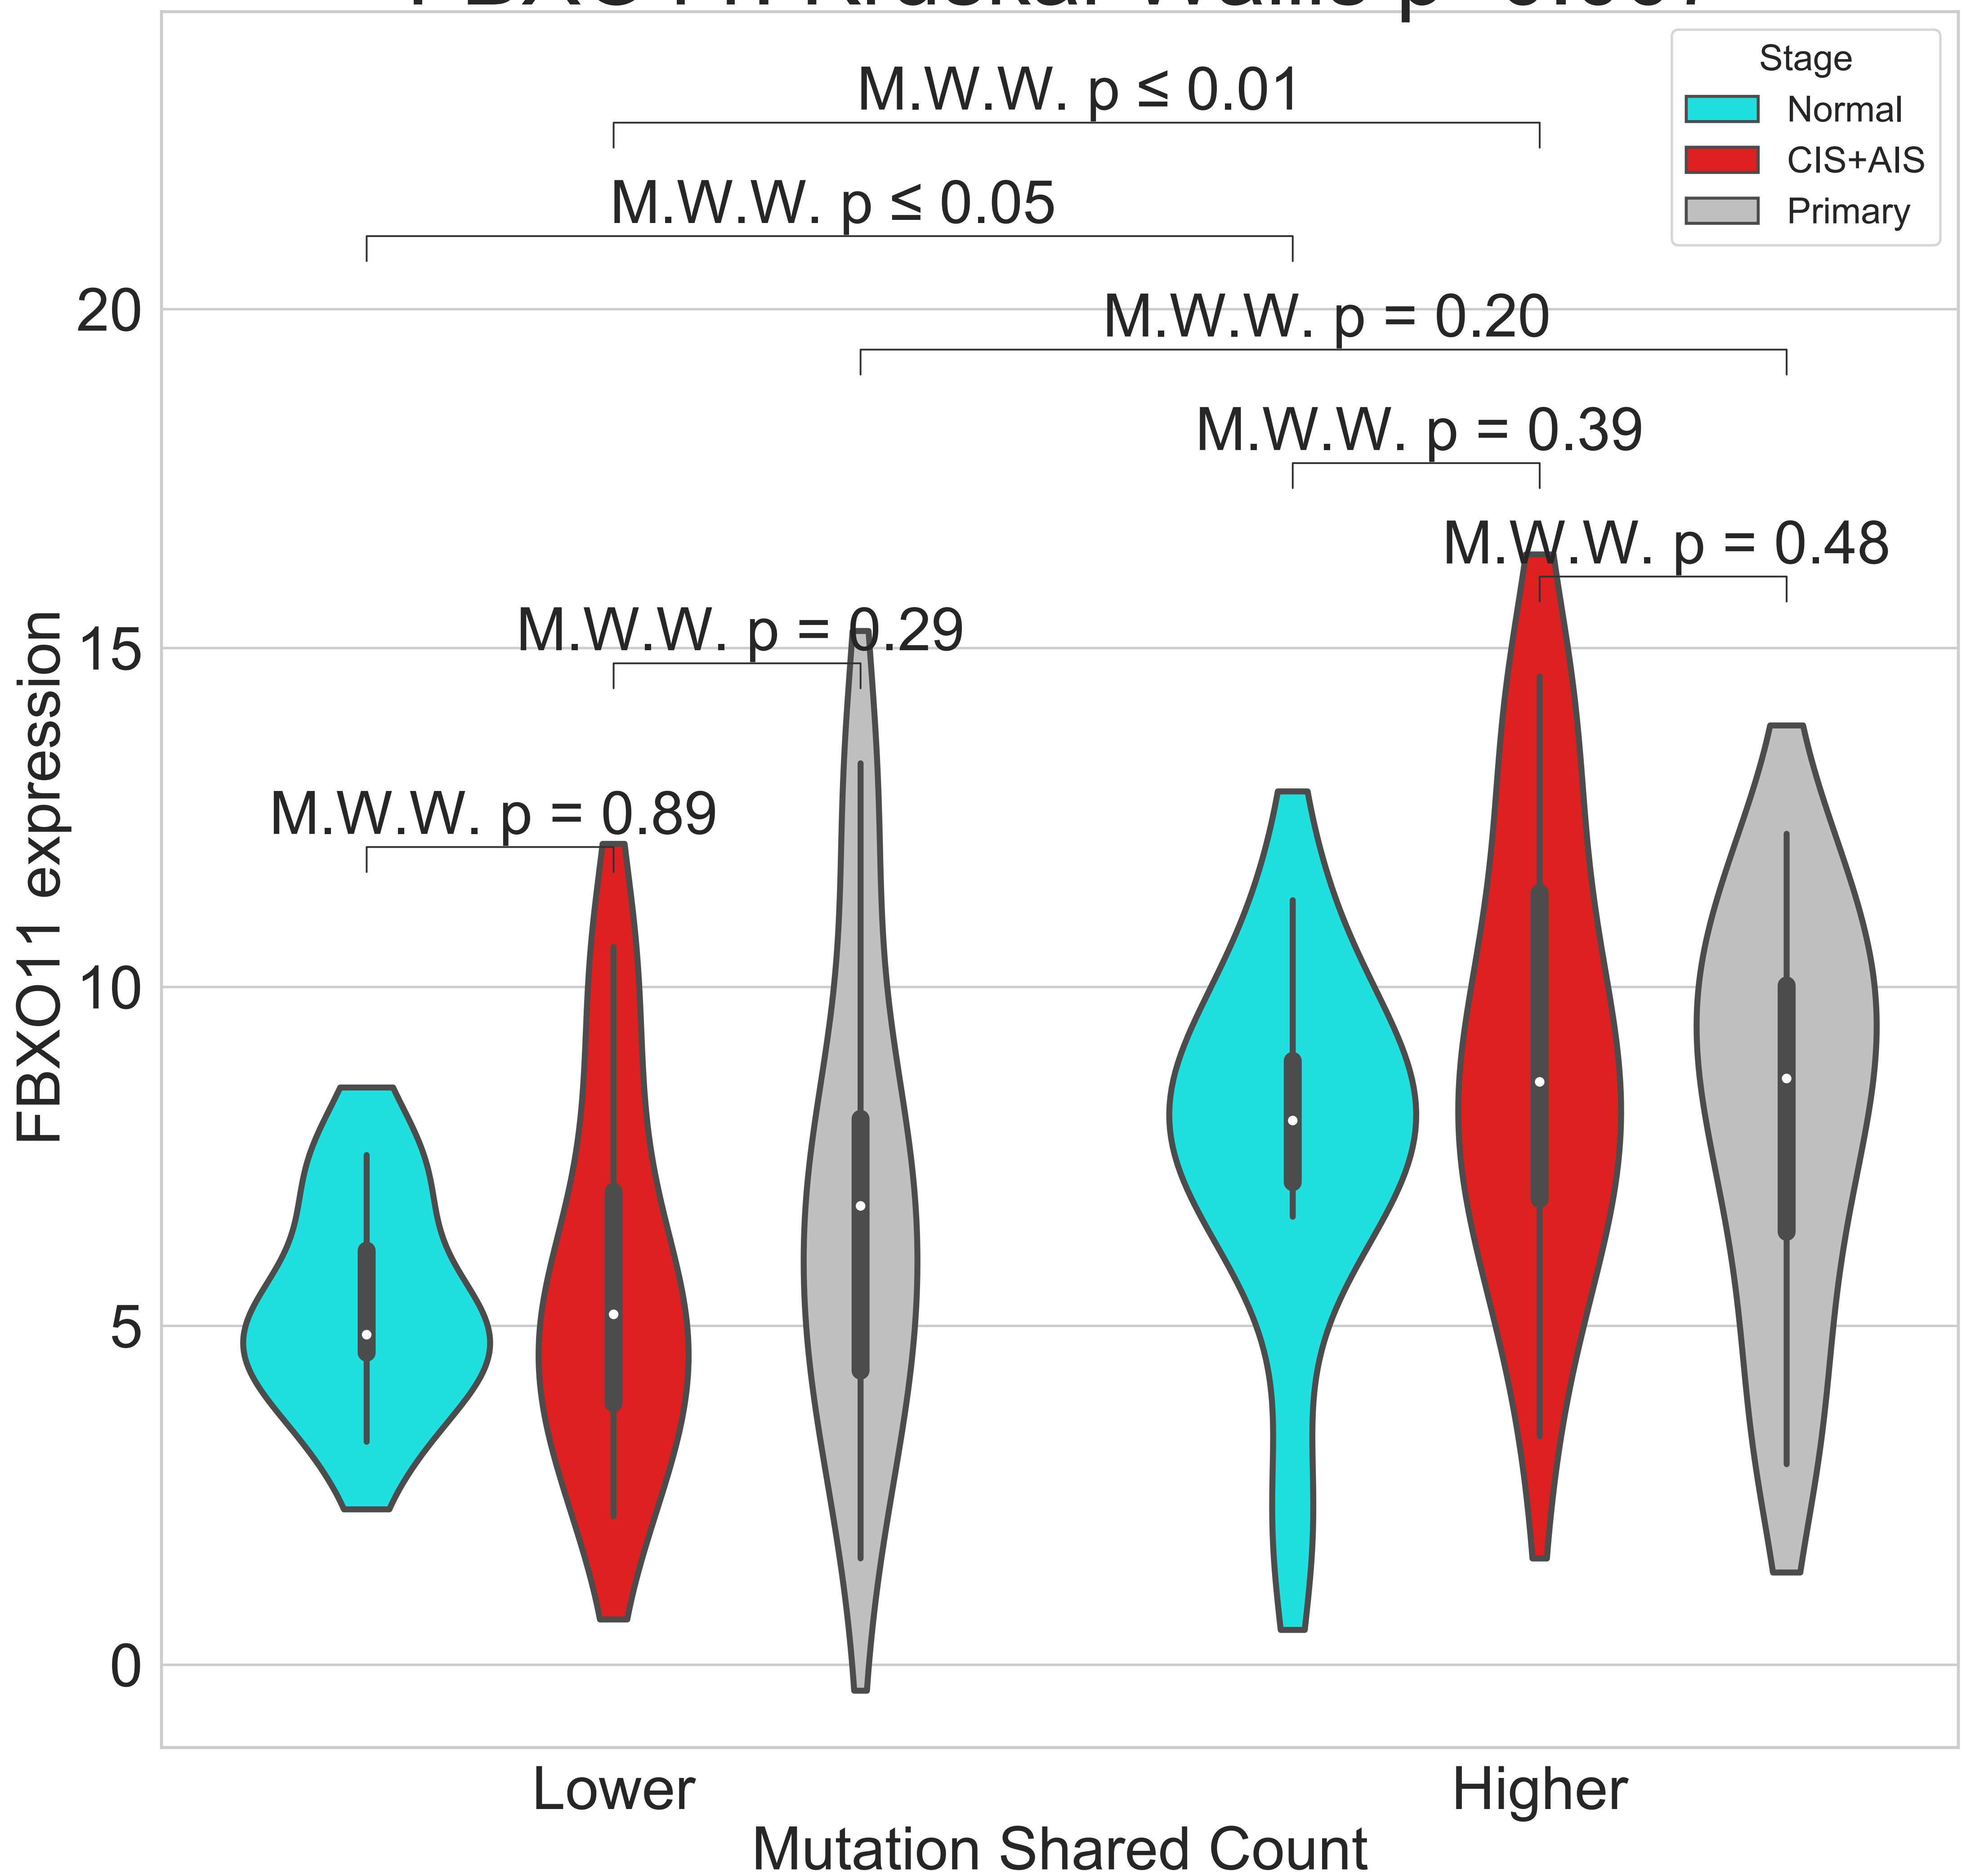 M.W.W. p ≤ 0.01
M.W.W. p ≤ 0.05
M.W.W. p = 0.20
M.W.W. p = 0.39
M.W.W. p = 0.48
M.W.W. p = 0.29
M.W.W. p = 0.89
Stage
Normal
CIS+AIS
Primary
FBXO11 expression
20
15
10
5
0
Lower
Higher
Mutation Shared Count